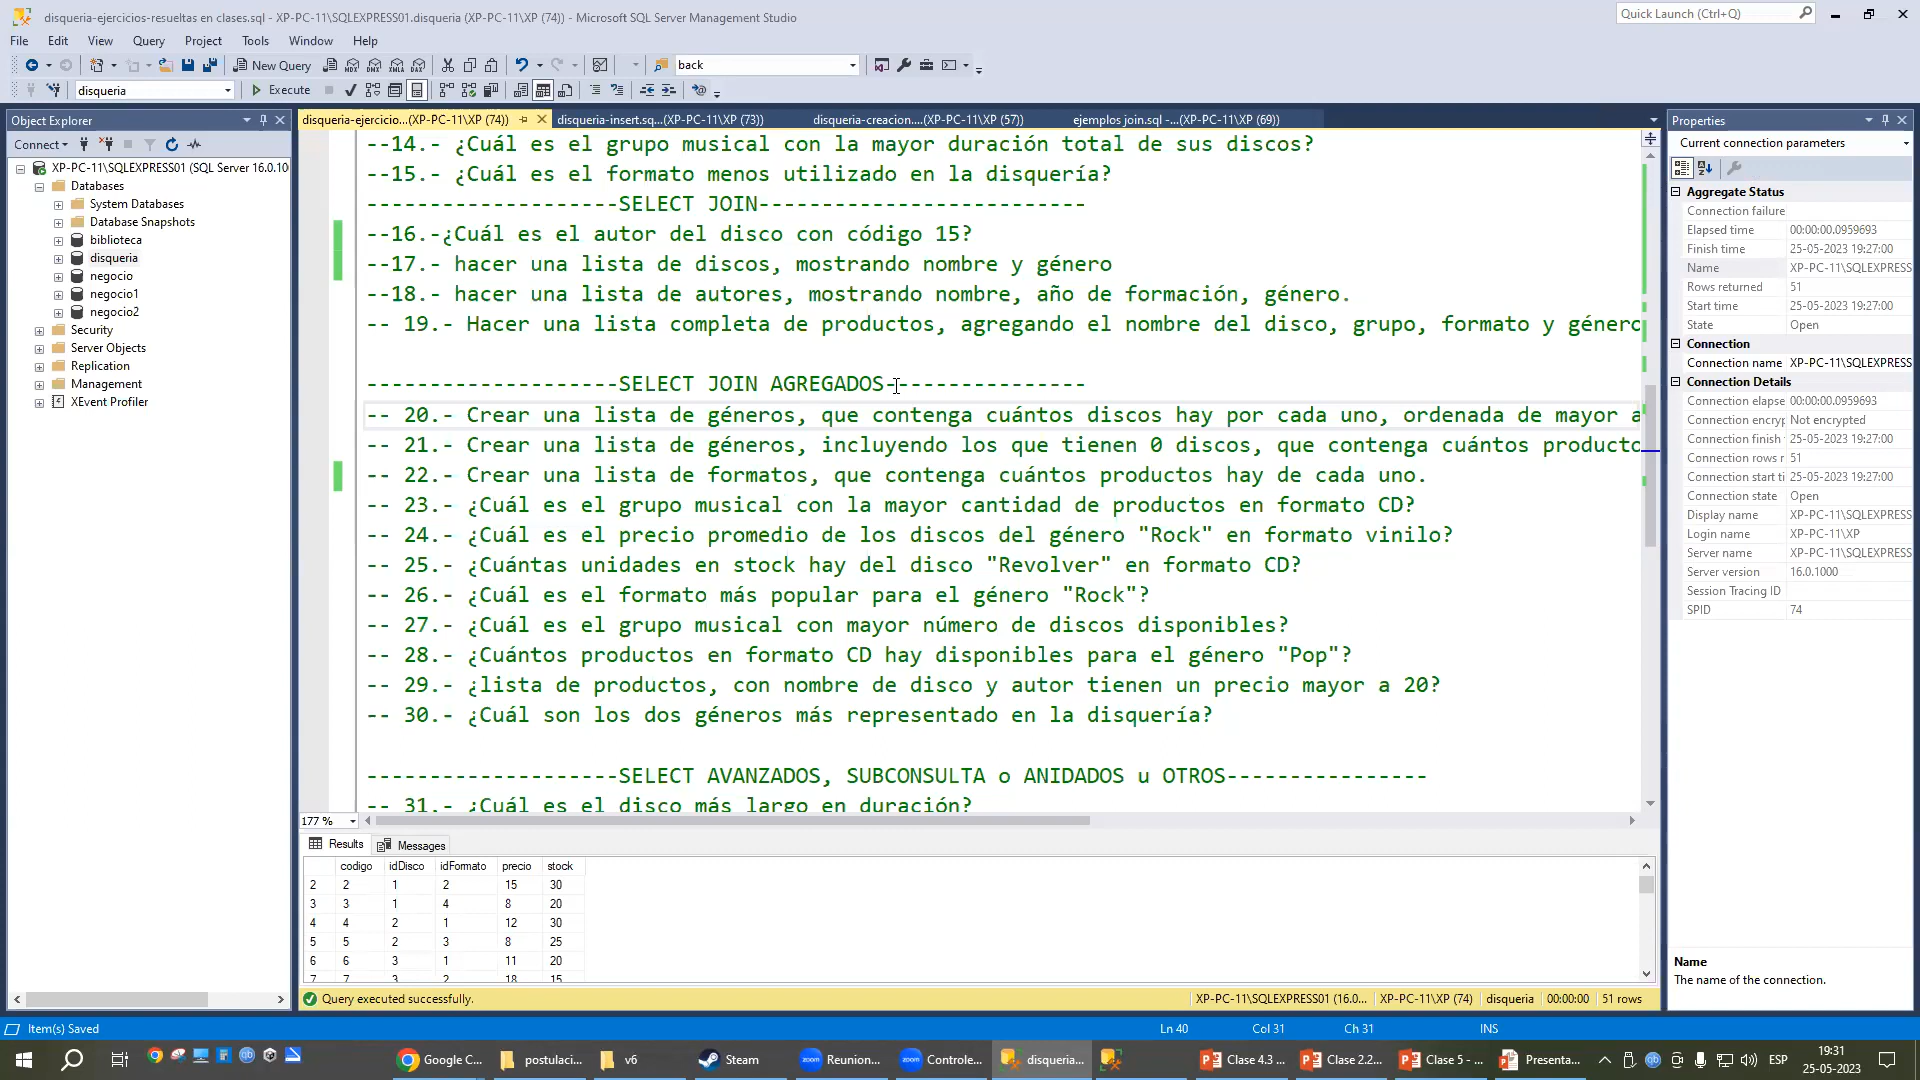 disqueria-ejercicios-resueltas en clases.sql - XP-PC-11\SQLEXPRESS01.disqueria (XP-PC-11\XP (74)) - Microsoft SQL Server Management Studio
Quick Launch (Ctrl+Q)
File Edit View Query Project Tools Window Help
New Query
back
disqueria
Execute
Object Explorer
Connect
XP-PC-11\SQLEXPRESS01 (SQL Server 16.0.10
Databases
System Databases
Database Snapshots
biblioteca
disqueria
negocio
negocio1
negocio2
Security
Server Objects
Replication
Management
XEvent Profiler
disqueria-ejercicio...(XP-PC-11\XP (74))
disqueria-insert.sq...(XP-PC-11\XP (73))
disqueria-creacion....(XP-PC-11\XP (57))
ejemplos join.sql -...(XP-PC-11\XP (69))
--14.- ¿Cuál es el grupo musical con la mayor duración total de sus discos?
--15.- ¿Cuál es el formato menos utilizado en la disquería?
--------------------SELECT JOIN--------------------------
--16.-¿Cuál es el autor del disco con código 15?
--17.- hacer una lista de discos, mostrando nombre y género
--18.- hacer una lista de autores, mostrando nombre, año de formación, género.
-- 19.- Hacer una lista completa de productos, agregando el nombre del disco, grupo, formato y género
--------------------SELECT JOIN AGREGADOS----------------
-- 20.- Crear una lista de géneros, que contenga cuántos discos hay por cada uno, ordenada de mayor a
-- 21.- Crear una lista de géneros, incluyendo los que tienen 0 discos, que contenga cuántos producto
-- 22.- Crear una lista de formatos, que contenga cuántos productos hay de cada uno.
-- 23.- ¿Cuál es el grupo musical con la mayor cantidad de productos en formato CD?
-- 24.- ¿Cuál es el precio promedio de los discos del género "Rock" en formato vinilo?
-- 25.- ¿Cuántas unidades en stock hay del disco "Revolver" en formato CD?
-- 26.- ¿Cuál es el formato más popular para el género "Rock"?
-- 27.- ¿Cuál es el grupo musical con mayor número de discos disponibles?
-- 28.- ¿Cuántos productos en formato CD hay disponibles para el género "Pop"?
-- 29.- ¿lista de productos, con nombre de disco y autor tienen un precio mayor a 20?
-- 30.- ¿Cuál son los dos géneros más representado en la disquería?
--------------------SELECT AVANZADOS, SUBCONSULTA o ANIDADOS u OTROS----------------
-- 31.- ¿Cuál es el disco más largo en duración?
177 %
Results Messages
codigo idDisco idFormato precio stock
2 2 1 2 15 30
3 3 1 4 8 20
4 4 2 1 12 30
5 5 2 3 8 25
6 6 3 1 11 20
7 7 3 2 18 15
Query executed successfully.
XP-PC-11\SQLEXPRESS01 (16.0... XP-PC-11\XP (74) disqueria 00:00:00 51 rows
Properties
Current connection parameters
Aggregate Status
Connection failure
Elapsed time 00:00:00.0959693
Finish time 25-05-2023 19:27:00
Name XP-PC-11\SQLEXPRESS
Rows returned 51
Start time 25-05-2023 19:27:00
State Open
Connection
Connection name XP-PC-11\SQLEXPRESS
Connection Details
Connection elapse 00:00:00.0959693
Connection encryp Not encrypted
Connection finish 25-05-2023 19:27:00
Connection rows r 51
Connection start ti 25-05-2023 19:27:00
Connection state Open
Display name XP-PC-11\SQLEXPRESS
Login name XP-PC-11\XP
Server name XP-PC-11\SQLEXPRESS
Server version 16.0.1000
Session Tracing ID
SPID 74
Name
The name of the connection.
Item(s) Saved
Ln 40 Col 31 Ch 31 INS
Google C... postulaci... v6 Steam Reunion... Controle... disqueria... Clase 4.3 ... Clase 2.2... Clase 5 - ... Presenta...
ESP
19:31
25-05-2023